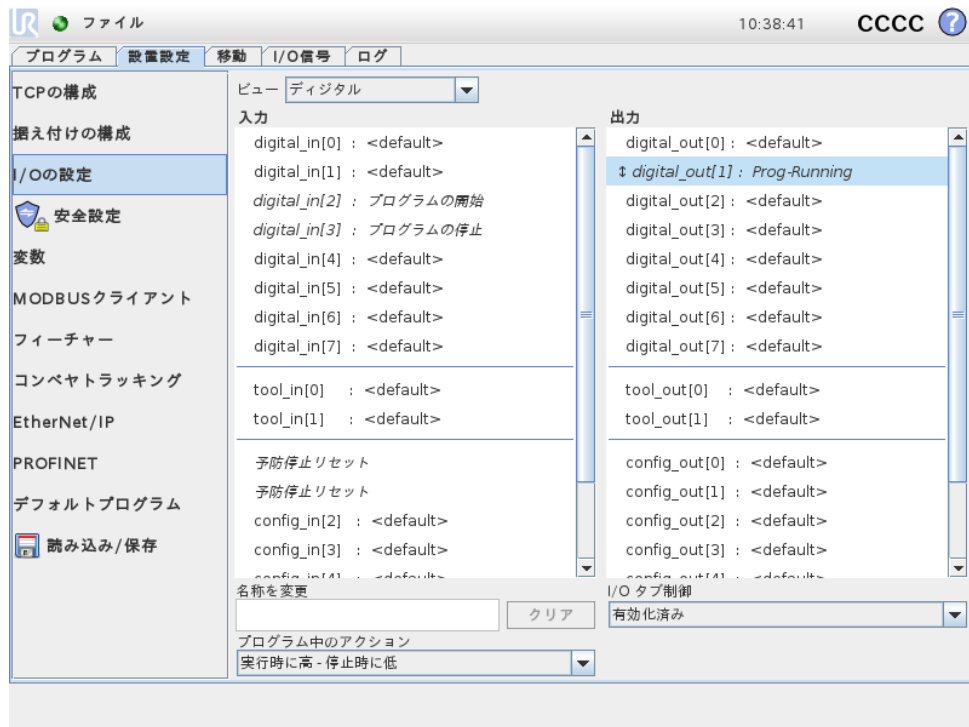 UR ファイル 10:38:41 CCCC ?
プログラム 設置設定 移動 I/O信号 ログ
TCPの構成
据え付けの構成
I/Oの設定
安全設定
変数
MODBUSクライアント
フィーチャー
コンベヤトラッキング
EtherNet/IP
PROFINET
デフォルトプログラム
読み込み/保存
ビュー ディジタル
入力
digital_in[0] : <default>
digital_in[1] : <default>
digital_in[2] : プログラムの開始
digital_in[3] : プログラムの停止
digital_in[4] : <default>
digital_in[5] : <default>
digital_in[6] : <default>
digital_in[7] : <default>
tool_in[0] : <default>
tool_in[1] : <default>
予防停止リセット
予防停止リセット
config_in[2] : <default>
config_in[3] : <default>
config_in[4] : <default>
出力
digital_out[0] : <default>
↕ digital_out[1] : Prog-Running
digital_out[2] : <default>
digital_out[3] : <default>
digital_out[4] : <default>
digital_out[5] : <default>
digital_out[6] : <default>
digital_out[7] : <default>
tool_out[0] : <default>
tool_out[1] : <default>
config_out[0] : <default>
config_out[1] : <default>
config_out[2] : <default>
config_out[3] : <default>
config_out[4] : <default>
名称を変更
クリア
プログラム中のアクション
実行時に高 - 停止時に低
I/O タブ制御
有効化済み